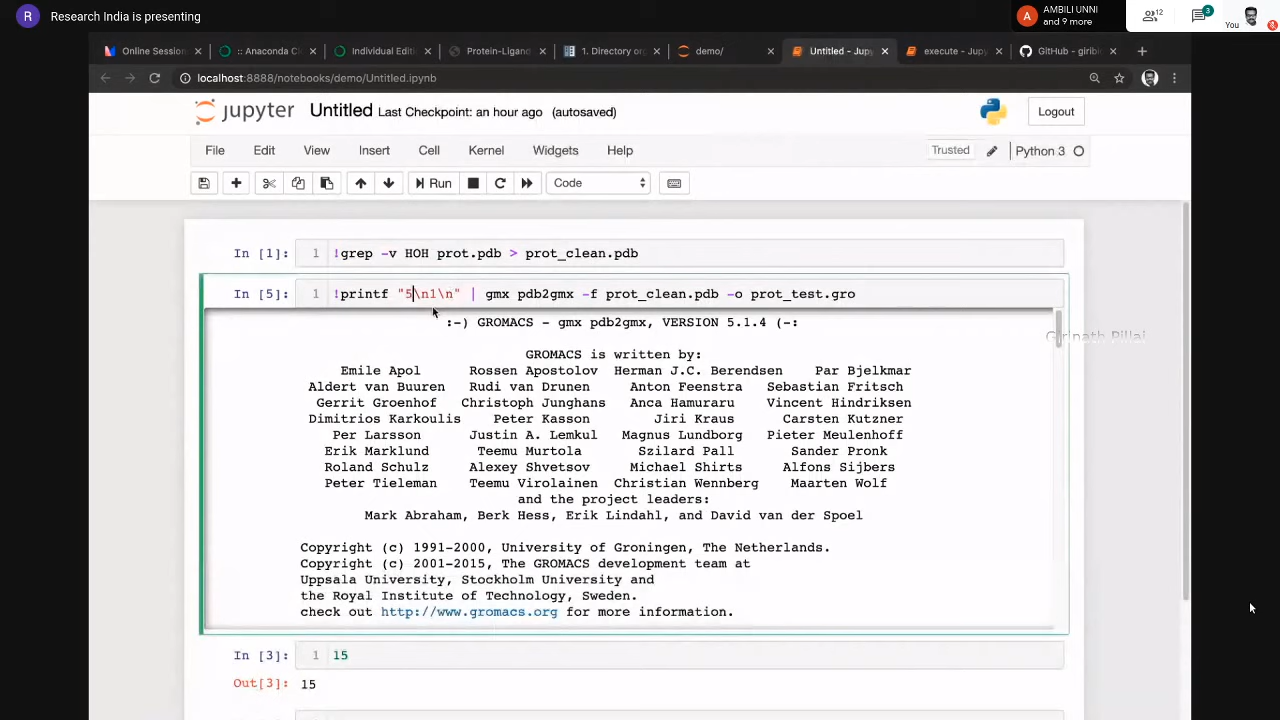 R Research India is presenting
A AMBILI UNNI
and 9 more
12
3
You
Online Session
:: Anaconda Cl
Individual Editi
Protein-Ligand
1. Directory or
demo/
Untitled - Jupy
execute - Jupy
GitHub - giribi
localhost:8888/notebooks/demo/Untitled.ipynb
jupyter Untitled Last Checkpoint: an hour ago (autosaved)
Logout
File Edit View Insert Cell Kernel Widgets Help
Trusted
Python 3
Run
Code
In [1]: 1 !grep -v HOH prot.pdb > prot_clean.pdb
In [5]: 1 !printf "5\n1\n" | gmx pdb2gmx -f prot_clean.pdb -o prot_test.gro
:-) GROMACS - gmx pdb2gmx, VERSION 5.1.4 (-:
Girinath Pillai
GROMACS is written by:
Emile Apol Rossen Apostolov Herman J.C. Berendsen Par Bjelkmar
Aldert van Buuren Rudi van Drunen Anton Feenstra Sebastian Fritsch
Gerrit Groenhof Christoph Junghans Anca Hamuraru Vincent Hindriksen
Dimitrios Karkoulis Peter Kasson Jiri Kraus Carsten Kutzner
Per Larsson Justin A. Lemkul Magnus Lundborg Pieter Meulenhoff
Erik Marklund Teemu Murtola Szilard Pall Sander Pronk
Roland Schulz Alexey Shvetsov Michael Shirts Alfons Sijbers
Peter Tieleman Teemu Virolainen Christian Wennberg Maarten Wolf
and the project leaders:
Mark Abraham, Berk Hess, Erik Lindahl, and David van der Spoel
Copyright (c) 1991-2000, University of Groningen, The Netherlands.
Copyright (c) 2001-2015, The GROMACS development team at
Uppsala University, Stockholm University and
the Royal Institute of Technology, Sweden.
check out http://www.gromacs.org for more information.
In [3]: 1 15
Out[3]: 15